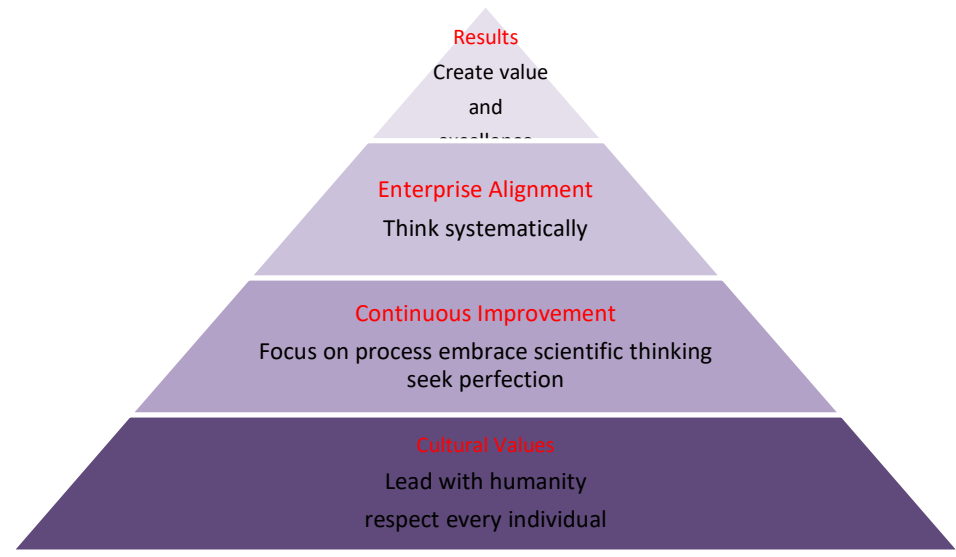 Results
Create value
and
excellence
Enterprise Alignment
Think systematically
Continuous Improvement
Focus on process embrace scientific thinking
seek perfection
Cultural Values
Lead with humanity
respect every individual